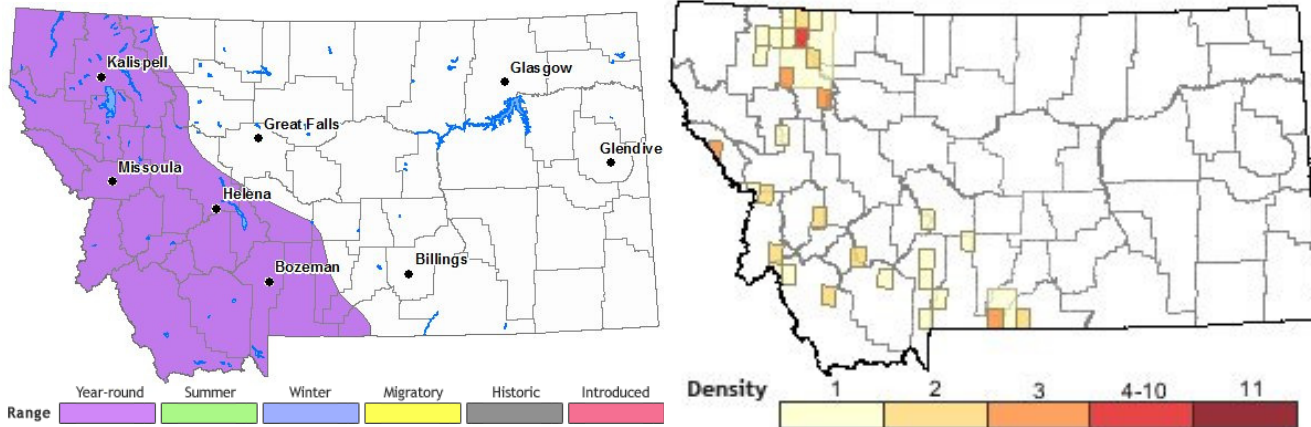 Kalispell
Glasgow
Great Falls
Glendive
Missoula
Helena
Bozeman
Billings
Year-round Summer Winter Migratory Historic Introduced
Range
Density 1 2 3 4-10 11